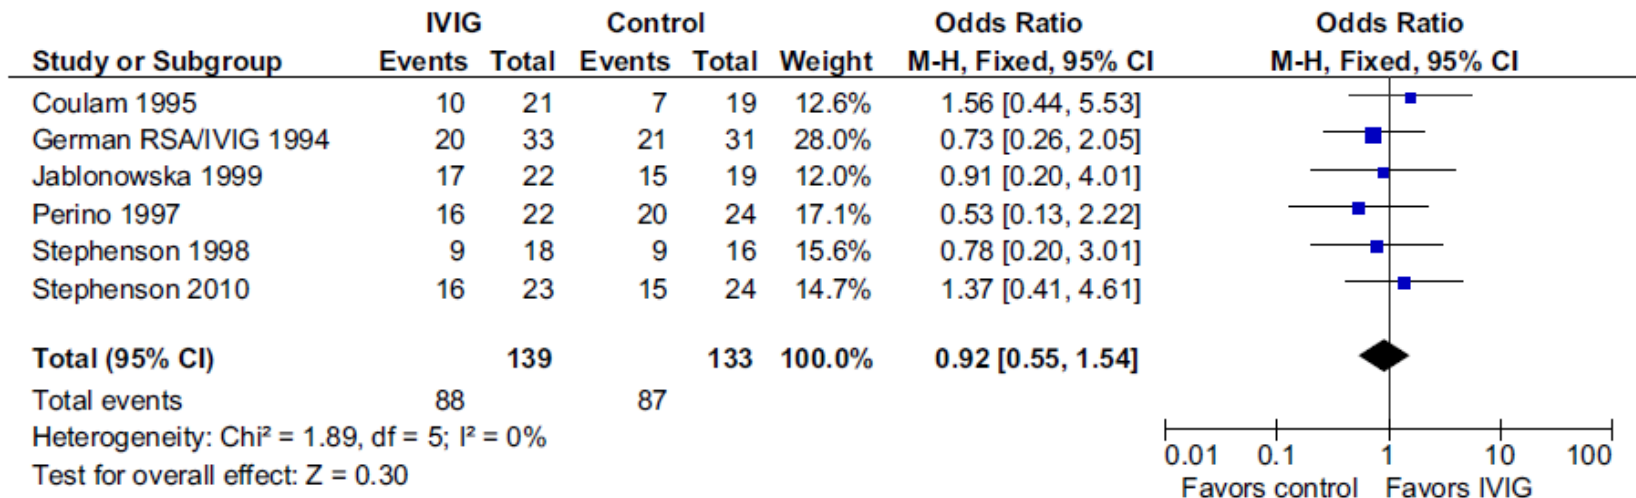 IVIG Control Odds Ratio Odds Ratio
Study or Subgroup Events Total Events Total Weight M-H, Fixed, 95% CI M-H, Fixed, 95% CI
Coulam 1995 10 21 7 19 12.6% 1.56 [0.44, 5.53]
German RSA/IVIG 1994 20 33 21 31 28.0% 0.73 [0.26, 2.05]
Jablonowska 1999 17 22 15 19 12.0% 0.91 [0.20, 4.01]
Perino 1997 16 22 20 24 17.1% 0.53 [0.13, 2.22]
Stephenson 1998 9 18 9 16 15.6% 0.78 [0.20, 3.01]
Stephenson 2010 16 23 15 24 14.7% 1.37 [0.41, 4.61]
Total (95% CI) 139 133 100.0% 0.92 [0.55, 1.54]
Total events 88 87
Heterogeneity: Chi² = 1.89, df = 5; I² = 0%
Test for overall effect: Z = 0.30
0.01 0.1 1 10 100
Favors control Favors IVIG